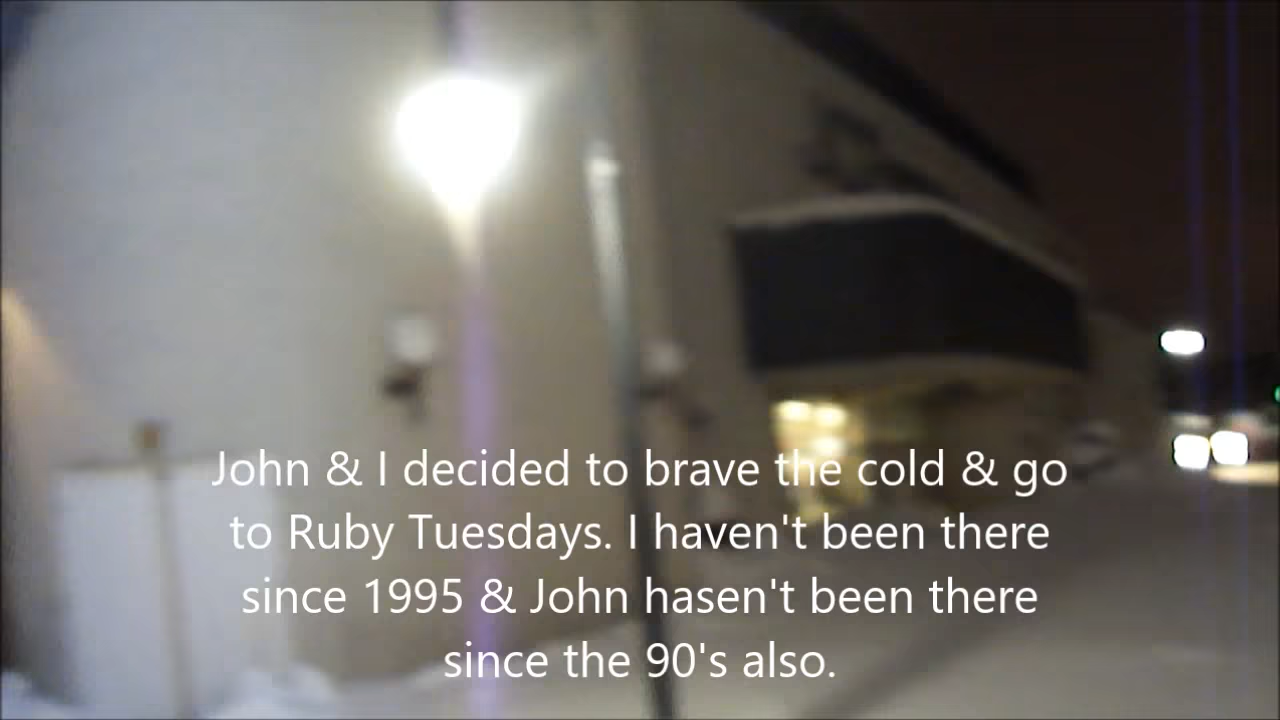 John & I decided to brave the cold & go
to Ruby Tuesdays. I haven't been there
since 1995 & John hasen't been there
since the 90's also.